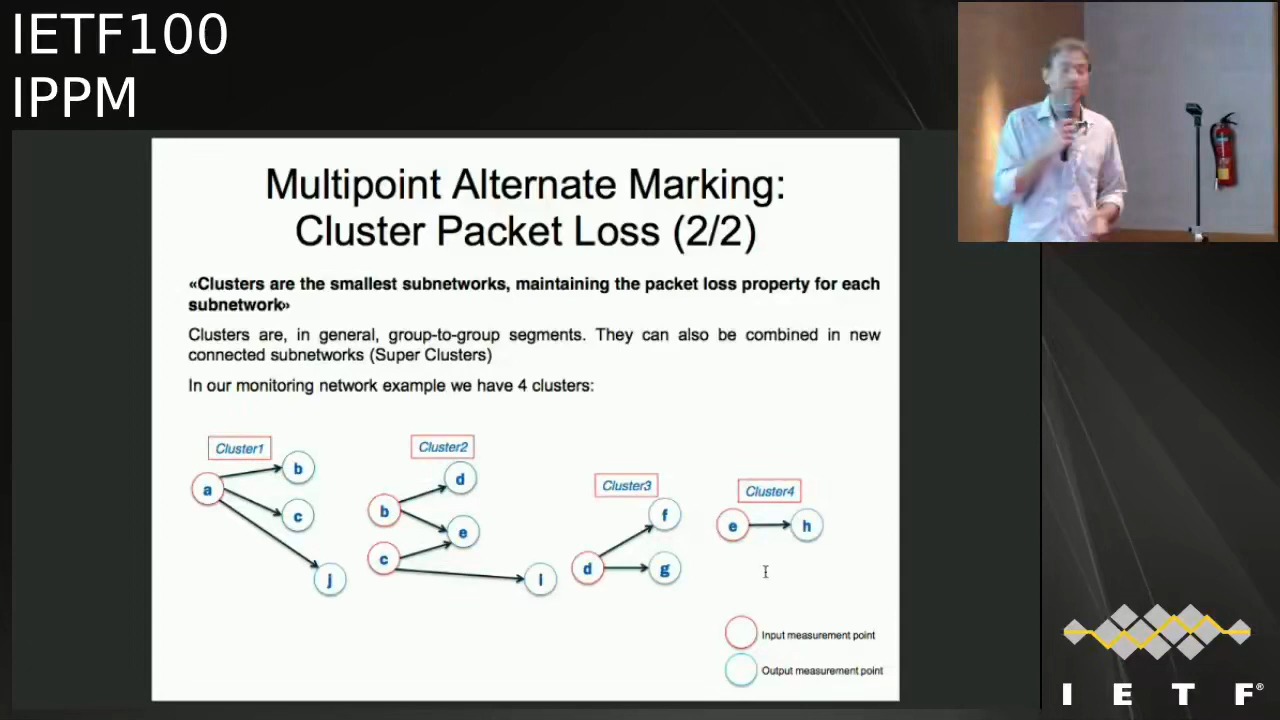 IETF100
IPPM
Multipoint Alternate Marking:
Cluster Packet Loss (2/2)
«Clusters are the smallest subnetworks, maintaining the packet loss property for each
subnetwork»
Clusters are, in general, group-to-group segments. They can also be combined in new
connected subnetworks (Super Clusters)
In our monitoring network example we have 4 clusters:
Cluster1
a
b
c
j
Cluster2
b
c
d
e
l
Cluster3
d
f
g
Cluster4
e
h
Input measurement point
Output measurement point
I E T F®